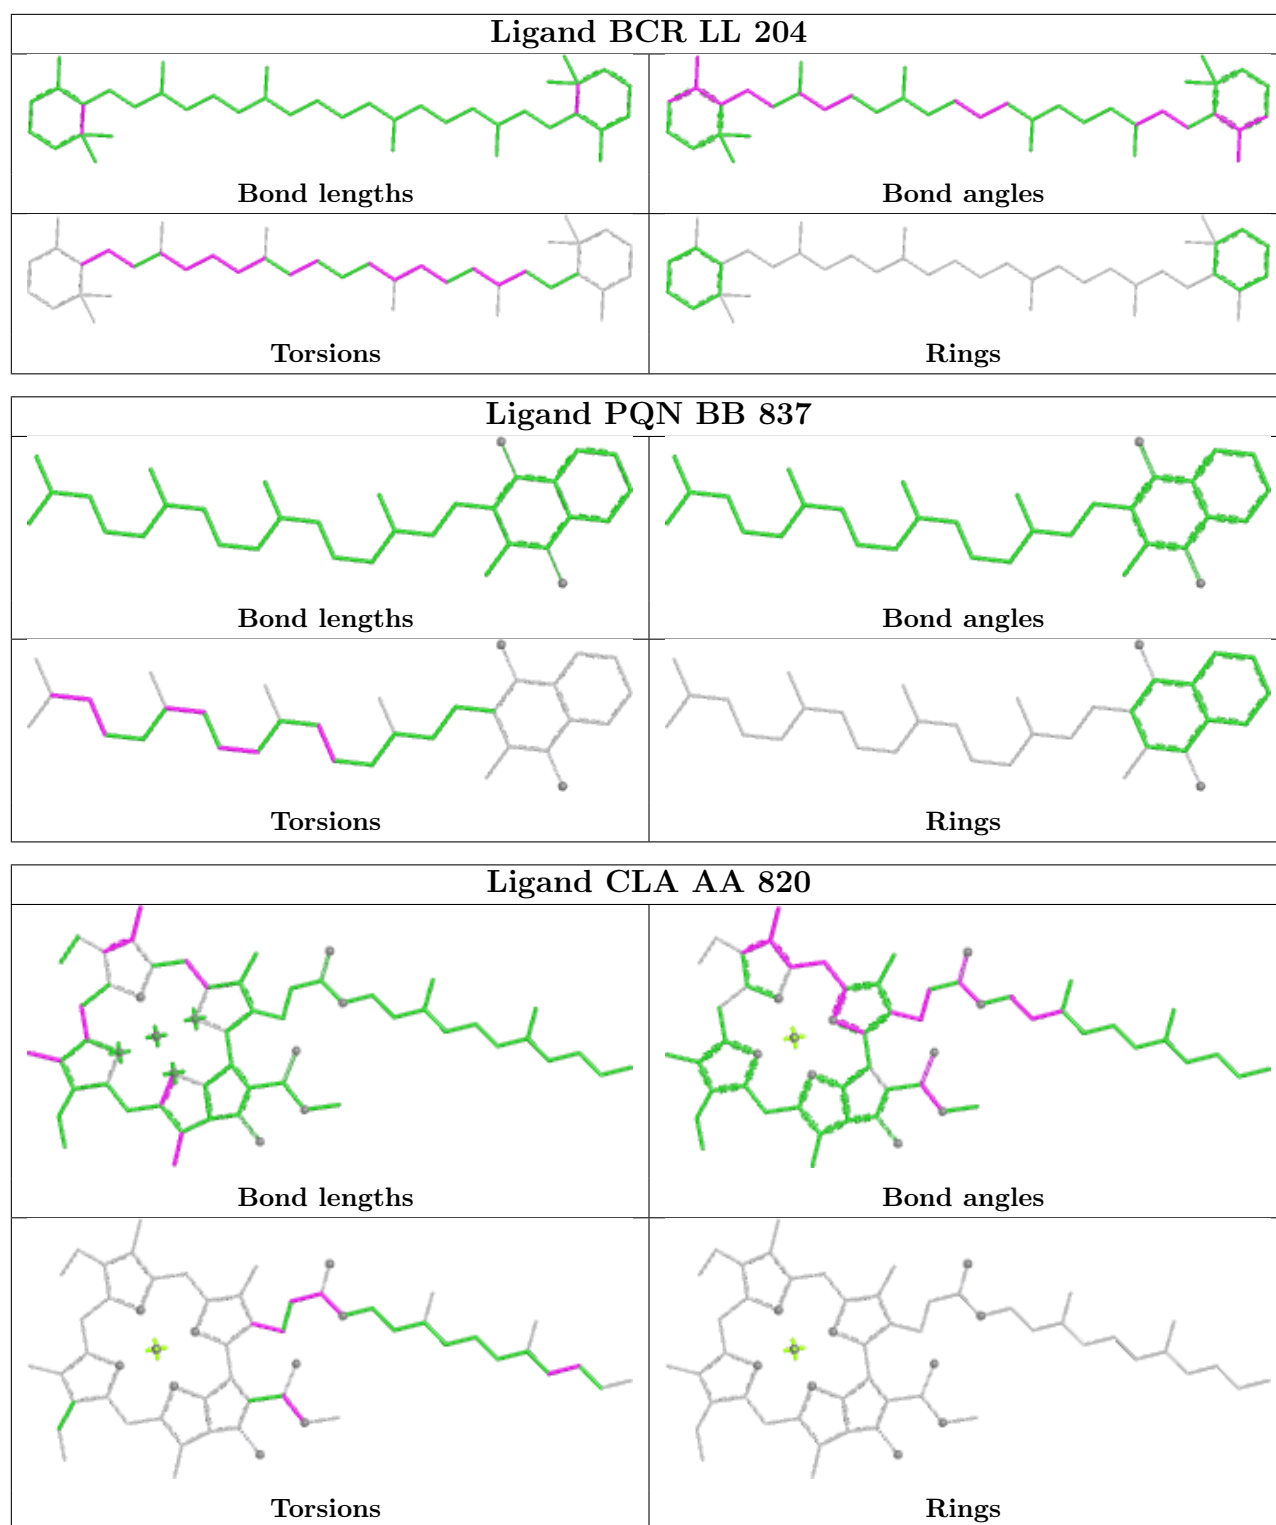 Ligand BCR LL 204
Bond lengths
Bond angles
Torsions
Rings
Ligand PQN BB 837
Bond lengths
Bond angles
Torsions
Rings
Ligand CLA AA 820
Bond lengths
Bond angles
Torsions
Rings